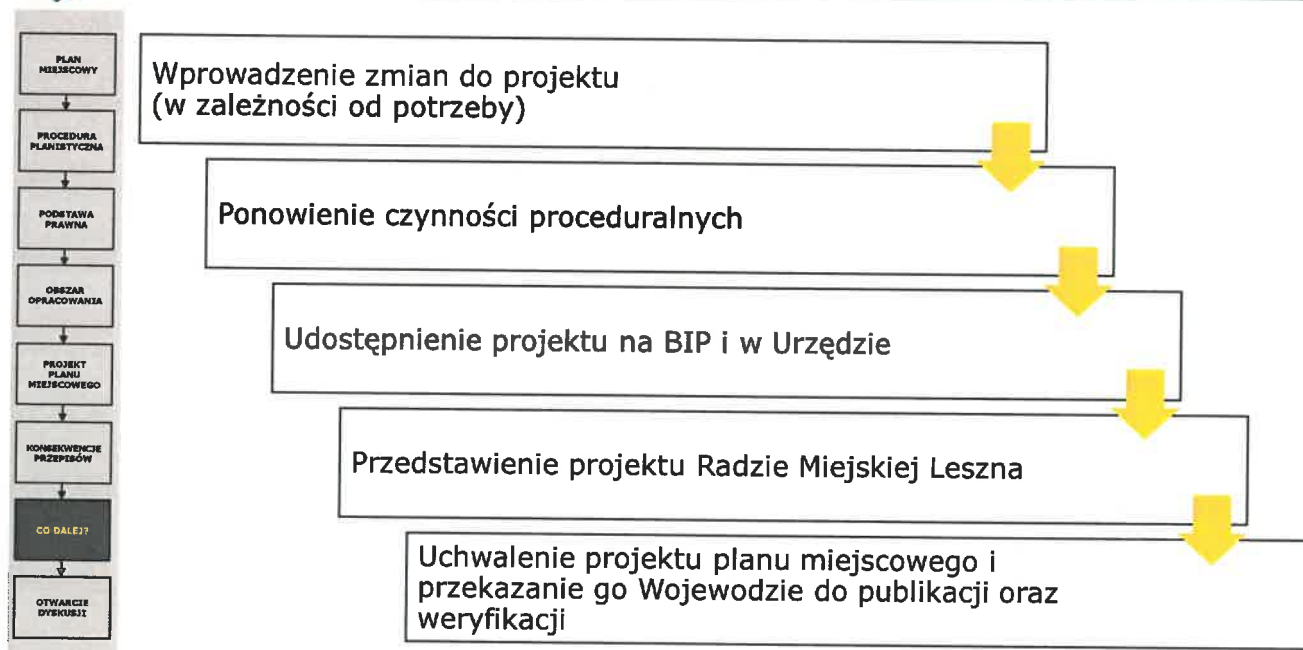 PLAN
MIEJSCOWY
PROCEDURA
PLANISTYCZNA
PODSTAWA
PRAWNA
OBSZAR
OPRACOWANIA
PROJEKT
PLANU
MIEJSCOWEGO
KONSEKWENCJE
PRZEPISÓW
CO DALEJ?
OTWARCIE
DYSKUSJI
Wprowadzenie zmian do projektu
(w zależności od potrzeby)
Ponowienie czynności proceduralnych
Udostępnienie projektu na BIP i w Urzędzie
Przedstawienie projektu Radzie Miejskiej Leszna
Uchwalenie projektu planu miejscowego i
przekazanie go Wojewodzie do publikacji oraz
weryfikacji